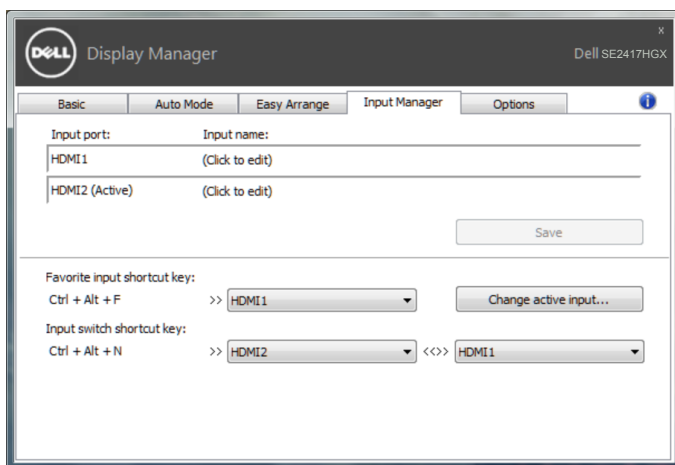 x
DELL Display Manager Dell SE2417HGX
Basic Auto Mode Easy Arrange Input Manager Options i
Input port: Input name:
HDMI1 (Click to edit)
HDMI2 (Active) (Click to edit)
Save
Favorite input shortcut key:
Ctrl + Alt + F >> HDMI1 Change active input...
Input switch shortcut key:
Ctrl + Alt + N >> HDMI2 <<>> HDMI1